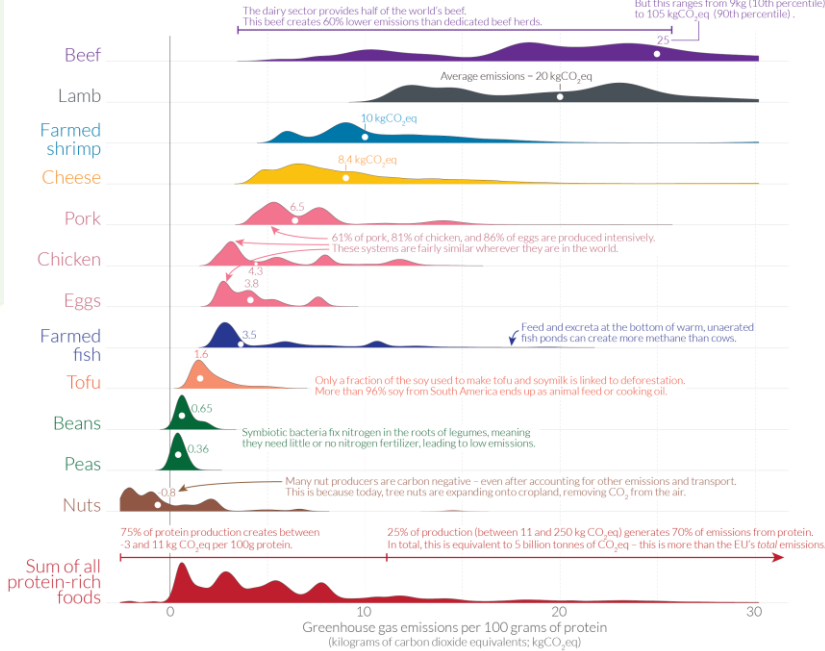 The dairy sector provides half of the world's beef.
This beef creates 60% lower emissions than dedicated beef herds.
But this ranges from 9kg (10th percentile)
to 105 kgCO₂eq (90th percentile) .
Beef
25
Average emissions = 20 kgCO₂eq
Lamb
10 kgCO₂eq
Farmed
shrimp
8.4 kgCO₂eq
Cheese
6.5
Pork
61% of pork, 81% of chicken, and 86% of eggs are produced intensively.
These systems are fairly similar wherever they are in the world.
Chicken
4.3
3.8
Eggs
Farmed
fish
3.5
Feed and excreta at the bottom of warm, unaerated
fish ponds can create more methane than cows.
1.6
Tofu
Only a fraction of the soy used to make tofu and soymilk is linked to deforestation.
More than 96% soy from South America ends up as animal feed or cooking oil.
0.65
Beans
Symbiotic bacteria fix nitrogen in the roots of legumes, meaning
they need little or no nitrogen fertilizer, leading to low emissions.
0.36
Peas
Many nut producers are carbon negative – even after accounting for other emissions and transport.
This is because today, tree nuts are expanding onto cropland, removing CO₂ from the air.
-0.8
Nuts
75% of protein production creates between
-3 and 11 kg CO₂eq per 100g protein.
25% of production (between 11 and 250 kg CO₂eq) generates 70% of emissions from protein.
In total, this is equivalent to 5 billion tonnes of CO₂eq – this is more than the EU's total emissions.
Sum of all
protein-rich
foods
0
10
20
30
Greenhouse gas emissions per 100 grams of protein
(kilograms of carbon dioxide equivalents; kgCO₂eq)